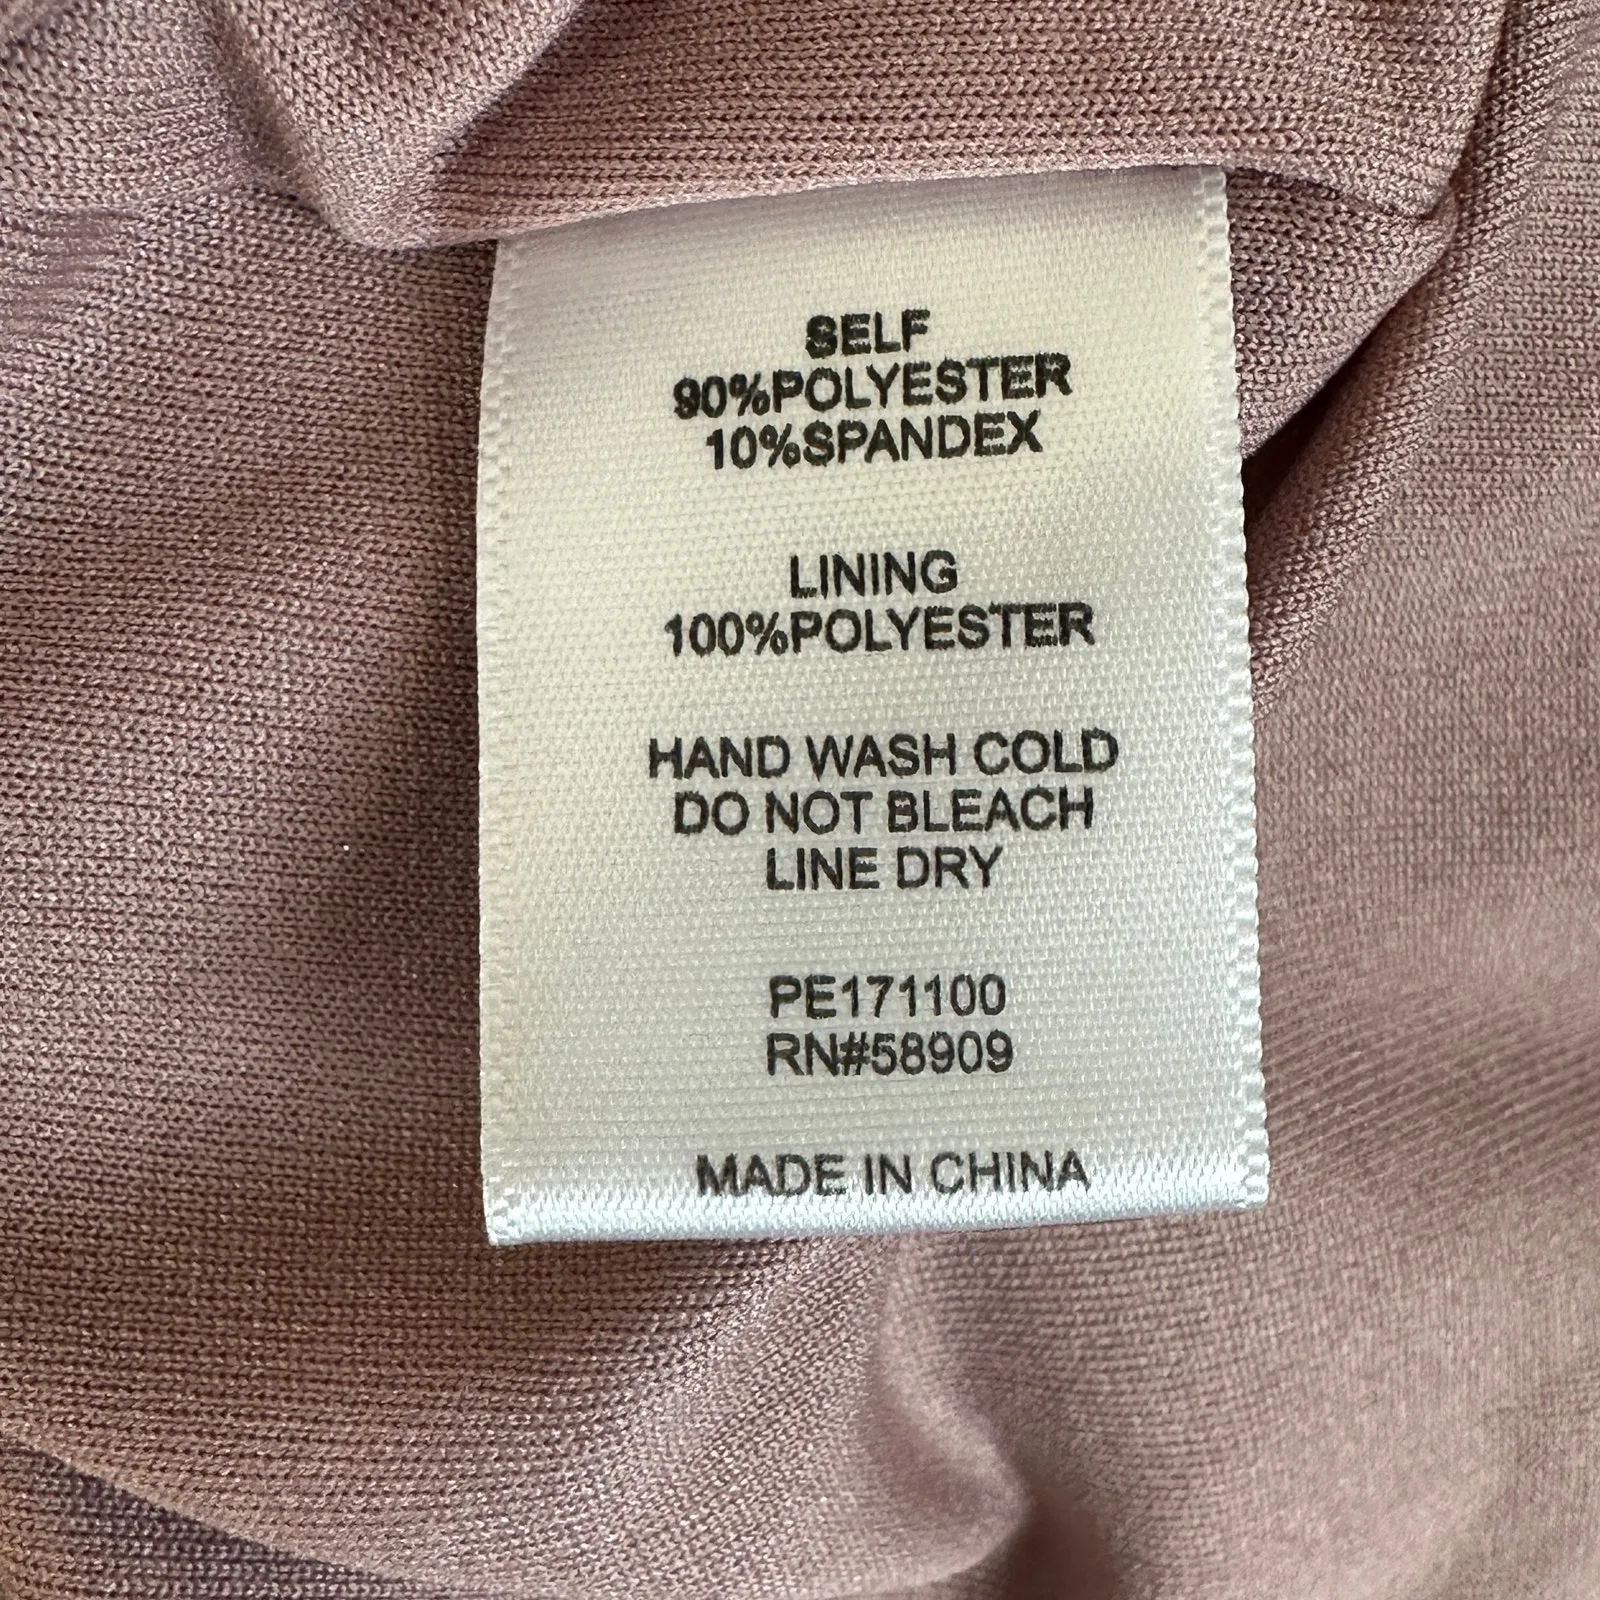 SELF
90%POLYESTER
10%SPANDEX
LINING
100%POLYESTER
HAND WASH COLD
DO NOT BLEACH
LINE DRY
PE171100
RN#58909
MADE IN CHINA